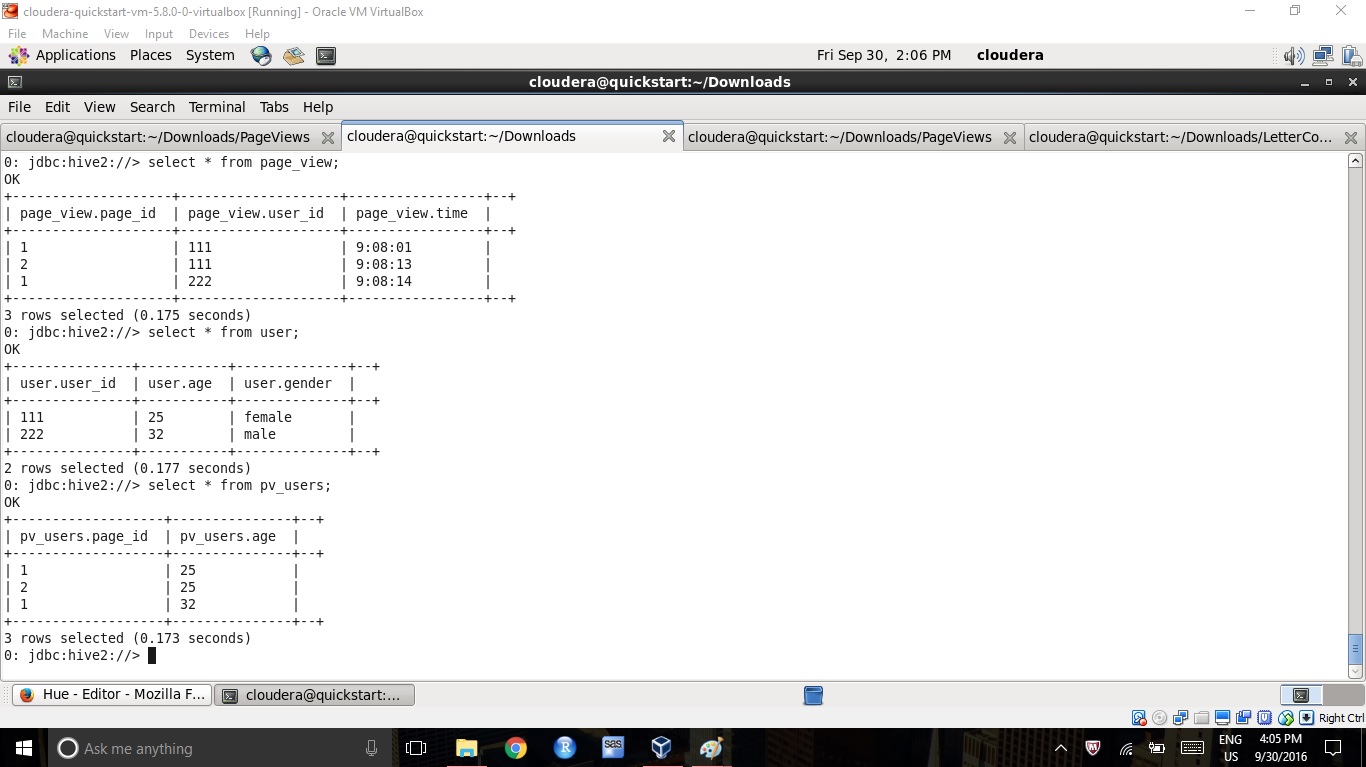 cloudera-quickstart-vm-5.8.0-0-virtualbox [Running] - Oracle VM VirtualBox
File Machine View Input Devices Help
Applications Places System Fri Sep 30, 2:06 PM cloudera
cloudera@quickstart:~/Downloads
File Edit View Search Terminal Tabs Help
cloudera@quickstart:~/Downloads/PageViews cloudera@quickstart:~/Downloads cloudera@quickstart:~/Downloads/PageViews cloudera@quickstart:~/Downloads/LetterCo...
0: jdbc:hive2://> select * from page_view;
OK
+--------------------+--------------------+-----------------+--+
| page_view.page_id | page_view.user_id | page_view.time |
+--------------------+--------------------+-----------------+--+
| 1 | 111 | 9:08:01 |
| 2 | 111 | 9:08:13 |
| 1 | 222 | 9:08:14 |
+--------------------+--------------------+-----------------+--+
3 rows selected (0.175 seconds)
0: jdbc:hive2://> select * from user;
OK
+---------------+-----------+--------------+--+
| user.user_id | user.age | user.gender |
+---------------+-----------+--------------+--+
| 111 | 25 | female |
| 222 | 32 | male |
+---------------+-----------+--------------+--+
2 rows selected (0.177 seconds)
0: jdbc:hive2://> select * from pv_users;
OK
+-------------------+---------------+--+
| pv_users.page_id | pv_users.age |
+-------------------+---------------+--+
| 1 | 25 |
| 2 | 25 |
| 1 | 32 |
+-------------------+---------------+--+
3 rows selected (0.173 seconds)
0: jdbc:hive2://>
Hue - Editor - Mozilla F... cloudera@quickstart:...
Right Ctrl
Ask me anything
R
sas
ENG 4:05 PM
US 9/30/2016